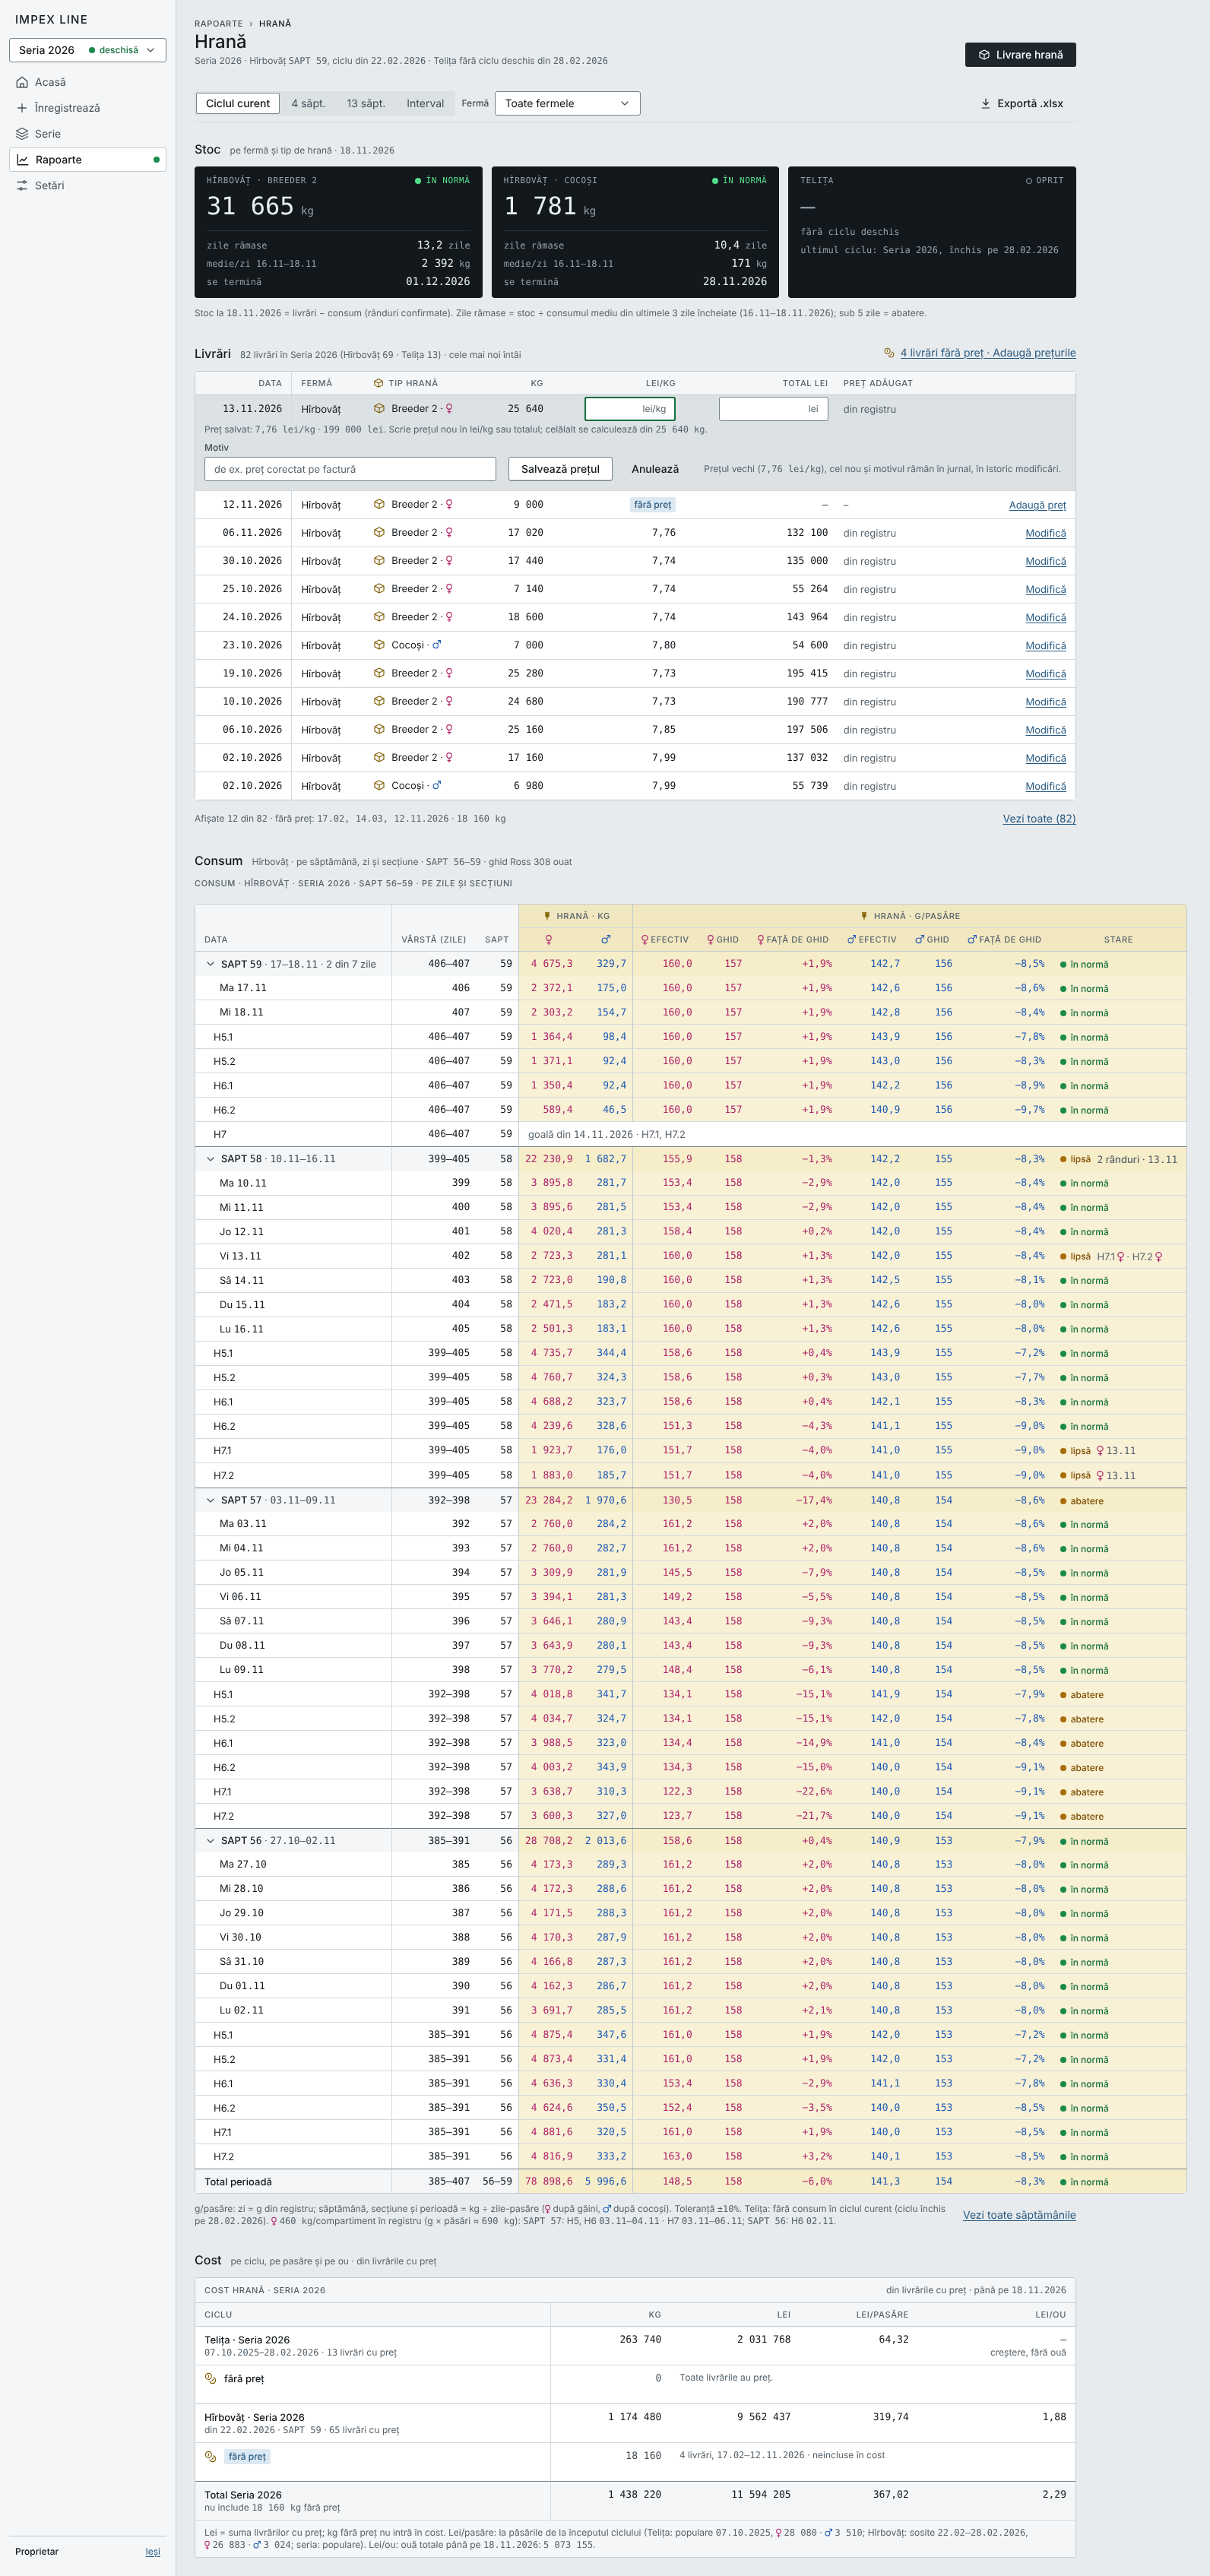 IMPEX LINE
Seria 2026 deschisă
Acasă
Înregistrează
Serie
Rapoarte
Setări
RAPOARTE › HRANĂ
Hrană
Seria 2026 · Hîrbovăț SAPT 59, ciclu din 22.02.2026 · Telița fără ciclu deschis din 28.02.2026
Livrare hrană
Ciclul curent 4 săpt. 13 săpt. Interval Fermă Toate fermele
Exportă .xlsx
Stoc pe fermă și tip de hrană · 18.11.2026
HÎRBOVĂȚ · BREEDER 2 ÎN NORMĂ
31 665 kg
zile rămase 13,2 zile
medie/zi 16.11–18.11 2 392 kg
se termină 01.12.2026
HÎRBOVĂȚ · COCOȘI ÎN NORMĂ
1 781 kg
zile rămase 10,4 zile
medie/zi 16.11–18.11 171 kg
se termină 28.11.2026
TELIȚA OPRIT
—
fără ciclu deschis
ultimul ciclu: Seria 2026, închis pe 28.02.2026
Stoc la 18.11.2026 = livrări − consum (rânduri confirmate). Zile rămase = stoc ÷ consumul mediu din ultimele 3 zile încheiate (16.11–18.11.2026); sub 5 zile = abatere.
Livrări 82 livrări în Seria 2026 (Hîrbovăț 69 · Telița 13) · cele mai noi întâi
4 livrări fără preț · Adaugă prețurile
DATA FERMĂ TIP HRANĂ KG LEI/KG TOTAL LEI PREȚ ADĂUGAT
13.11.2026 Hîrbovăț Breeder 2 · ♀ 25 640 lei/kg lei din registru
Preț salvat: 7,76 lei/kg · 199 000 lei. Scrie prețul nou în lei/kg sau totalul; celălalt se calculează din 25 640 kg.
Motiv
de ex. preț corectat pe factură Salvează prețul Anulează Prețul vechi (7,76 lei/kg), cel nou și motivul rămân în jurnal, în Istoric modificări.
12.11.2026 Hîrbovăț Breeder 2 · ♀ 9 000 fără preț — – Adaugă preț
06.11.2026 Hîrbovăț Breeder 2 · ♀ 17 020 7,76 132 100 din registru Modifică
30.10.2026 Hîrbovăț Breeder 2 · ♀ 17 440 7,74 135 000 din registru Modifică
25.10.2026 Hîrbovăț Breeder 2 · ♀ 7 140 7,74 55 264 din registru Modifică
24.10.2026 Hîrbovăț Breeder 2 · ♀ 18 600 7,74 143 964 din registru Modifică
23.10.2026 Hîrbovăț Cocoși · ♂ 7 000 7,80 54 600 din registru Modifică
19.10.2026 Hîrbovăț Breeder 2 · ♀ 25 280 7,73 195 415 din registru Modifică
10.10.2026 Hîrbovăț Breeder 2 · ♀ 24 680 7,73 190 777 din registru Modifică
06.10.2026 Hîrbovăț Breeder 2 · ♀ 25 160 7,85 197 506 din registru Modifică
02.10.2026 Hîrbovăț Breeder 2 · ♀ 17 160 7,99 137 032 din registru Modifică
02.10.2026 Hîrbovăț Cocoși · ♂ 6 980 7,99 55 739 din registru Modifică
Afișate 12 din 82 · fără preț: 17.02, 14.03, 12.11.2026 · 18 160 kg
Vezi toate (82)
Consum Hîrbovăț · pe săptămână, zi și secțiune · SAPT 56–59 · ghid Ross 308 ouat
CONSUM · HÎRBOVĂȚ · SERIA 2026 · SAPT 56–59 · PE ZILE ȘI SECȚIUNI
HRANĂ · KG HRANĂ · G/PASĂRE
DATA VÂRSTĂ (ZILE) SAPT ♀ ♂ ♀ EFECTIV ♀ GHID ♀ FAȚĂ DE GHID ♂ EFECTIV ♂ GHID ♂ FAȚĂ DE GHID STARE
SAPT 59 · 17–18.11 · 2 din 7 zile 406–407 59 4 675,3 329,7 160,0 157 +1,9% 142,7 156 −8,5% în normă
Ma 17.11 406 59 2 372,1 175,0 160,0 157 +1,9% 142,6 156 −8,6% în normă
Mi 18.11 407 59 2 303,2 154,7 160,0 157 +1,9% 142,8 156 −8,4% în normă
H5.1 406–407 59 1 364,4 98,4 160,0 157 +1,9% 143,9 156 −7,8% în normă
H5.2 406–407 59 1 371,1 92,4 160,0 157 +1,9% 143,0 156 −8,3% în normă
H6.1 406–407 59 1 350,4 92,4 160,0 157 +1,9% 142,2 156 −8,9% în normă
H6.2 406–407 59 589,4 46,5 160,0 157 +1,9% 140,9 156 −9,7% în normă
H7 406–407 59 goală din 14.11.2026 · H7.1, H7.2
SAPT 58 · 10.11–16.11 399–405 58 22 230,9 1 682,7 155,9 158 −1,3% 142,2 155 −8,3% lipsă 2 rânduri · 13.11
Ma 10.11 399 58 3 895,8 281,7 153,4 158 −2,9% 142,0 155 −8,4% în normă
Mi 11.11 400 58 3 895,6 281,5 153,4 158 −2,9% 142,0 155 −8,4% în normă
Jo 12.11 401 58 4 020,4 281,3 158,4 158 +0,2% 142,0 155 −8,4% în normă
Vi 13.11 402 58 2 723,3 281,1 160,0 158 +1,3% 142,0 155 −8,4% lipsă H7.1 ♀ · H7.2 ♀
Sâ 14.11 403 58 2 723,0 190,8 160,0 158 +1,3% 142,5 155 −8,1% în normă
Du 15.11 404 58 2 471,5 183,2 160,0 158 +1,3% 142,6 155 −8,0% în normă
Lu 16.11 405 58 2 501,3 183,1 160,0 158 +1,3% 142,6 155 −8,0% în normă
H5.1 399–405 58 4 735,7 344,4 158,6 158 +0,4% 143,9 155 −7,2% în normă
H5.2 399–405 58 4 760,7 324,3 158,6 158 +0,3% 143,0 155 −7,7% în normă
H6.1 399–405 58 4 688,2 323,7 158,6 158 +0,4% 142,1 155 −8,3% în normă
H6.2 399–405 58 4 239,6 328,6 151,3 158 −4,3% 141,1 155 −9,0% în normă
H7.1 399–405 58 1 923,7 176,0 151,7 158 −4,0% 141,0 155 −9,0% lipsă ♀ 13.11
H7.2 399–405 58 1 883,0 185,7 151,7 158 −4,0% 141,0 155 −9,0% lipsă ♀ 13.11
SAPT 57 · 03.11–09.11 392–398 57 23 284,2 1 970,6 130,5 158 −17,4% 140,8 154 −8,6% abatere
Ma 03.11 392 57 2 760,0 284,2 161,2 158 +2,0% 140,8 154 −8,6% în normă
Mi 04.11 393 57 2 760,0 282,7 161,2 158 +2,0% 140,8 154 −8,6% în normă
Jo 05.11 394 57 3 309,9 281,9 145,5 158 −7,9% 140,8 154 −8,5% în normă
Vi 06.11 395 57 3 394,1 281,3 149,2 158 −5,5% 140,8 154 −8,5% în normă
Sâ 07.11 396 57 3 646,1 280,9 143,4 158 −9,3% 140,8 154 −8,5% în normă
Du 08.11 397 57 3 643,9 280,1 143,4 158 −9,3% 140,8 154 −8,5% în normă
Lu 09.11 398 57 3 770,2 279,5 148,4 158 −6,1% 140,8 154 −8,5% în normă
H5.1 392–398 57 4 018,8 341,7 134,1 158 −15,1% 141,9 154 −7,9% abatere
H5.2 392–398 57 4 034,7 324,7 134,1 158 −15,1% 142,0 154 −7,8% abatere
H6.1 392–398 57 3 988,5 323,0 134,4 158 −14,9% 141,0 154 −8,4% abatere
H6.2 392–398 57 4 003,2 343,9 134,3 158 −15,0% 140,0 154 −9,1% abatere
H7.1 392–398 57 3 638,7 310,3 122,3 158 −22,6% 140,0 154 −9,1% abatere
H7.2 392–398 57 3 600,3 327,0 123,7 158 −21,7% 140,0 154 −9,1% abatere
SAPT 56 · 27.10–02.11 385–391 56 28 708,2 2 013,6 158,6 158 +0,4% 140,9 153 −7,9% în normă
Ma 27.10 385 56 4 173,3 289,3 161,2 158 +2,0% 140,8 153 −8,0% în normă
Mi 28.10 386 56 4 172,3 288,6 161,2 158 +2,0% 140,8 153 −8,0% în normă
Jo 29.10 387 56 4 171,5 288,3 161,2 158 +2,0% 140,8 153 −8,0% în normă
Vi 30.10 388 56 4 170,3 287,9 161,2 158 +2,0% 140,8 153 −8,0% în normă
Sâ 31.10 389 56 4 166,8 287,3 161,2 158 +2,0% 140,8 153 −8,0% în normă
Du 01.11 390 56 4 162,3 286,7 161,2 158 +2,0% 140,8 153 −8,0% în normă
Lu 02.11 391 56 3 691,7 285,5 161,2 158 +2,1% 140,8 153 −8,0% în normă
H5.1 385–391 56 4 875,4 347,6 161,0 158 +1,9% 142,0 153 −7,2% în normă
H5.2 385–391 56 4 873,4 331,4 161,0 158 +1,9% 142,0 153 −7,2% în normă
H6.1 385–391 56 4 636,3 330,4 153,4 158 −2,9% 141,1 153 −7,8% în normă
H6.2 385–391 56 4 624,6 350,5 152,4 158 −3,5% 140,0 153 −8,5% în normă
H7.1 385–391 56 4 881,6 320,5 161,0 158 +1,9% 140,0 153 −8,5% în normă
H7.2 385–391 56 4 816,9 333,2 163,0 158 +3,2% 140,1 153 −8,5% în normă
Total perioadă 385–407 56–59 78 898,6 5 996,6 148,5 158 −6,0% 141,3 154 −8,3% în normă
g/pasăre: zi = g din registru; săptămână, secțiune și perioadă = kg ÷ zile-pasăre (♀ după găini, ♂ după cocoși). Toleranță ±10%. Telița: fără consum în ciclul curent (ciclu închis
pe 28.02.2026). ♀ 460 kg/compartiment în registru (g × păsări ≈ 690 kg): SAPT 57: H5, H6 03.11–04.11 · H7 03.11–06.11; SAPT 56: H6 02.11.
Vezi toate săptămânile
Cost pe ciclu, pe pasăre și pe ou · din livrările cu preț
COST HRANĂ · SERIA 2026 din livrările cu preț · până pe 18.11.2026
CICLU KG LEI LEI/PASĂRE LEI/OU
Telița · Seria 2026 263 740 2 031 768 64,32 —
07.10.2025–28.02.2026 · 13 livrări cu preț creștere, fără ouă
fără preț 0 Toate livrările au preț.
Hîrbovăț · Seria 2026 1 174 480 9 562 437 319,74 1,88
din 22.02.2026 · SAPT 59 · 65 livrări cu preț
fără preț 18 160 4 livrări, 17.02–12.11.2026 · neincluse în cost
Total Seria 2026 1 438 220 11 594 205 367,02 2,29
nu include 18 160 kg fără preț
Lei = suma livrărilor cu preț; kg fără preț nu intră în cost. Lei/pasăre: la păsările de la începutul ciclului (Telița: populare 07.10.2025, ♀ 28 080 · ♂ 3 510; Hîrbovăț: sosite 22.02–28.02.2026,
♀ 26 883 · ♂ 3 024; seria: populare). Lei/ou: ouă totale până pe 18.11.2026: 5 073 155.
Proprietar Ieși